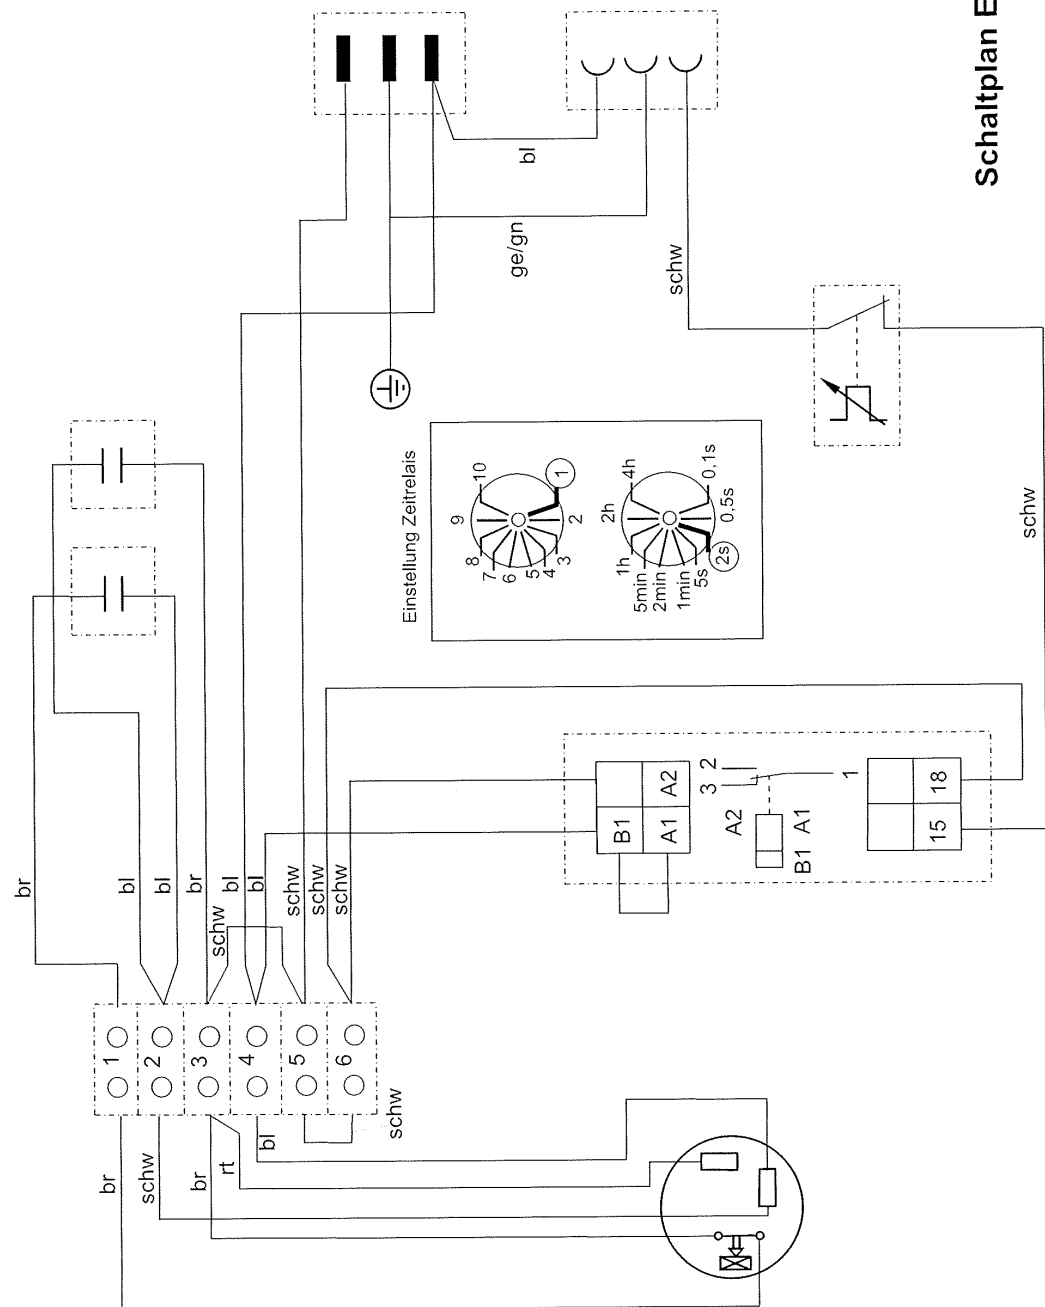 Schaltplan E
bl
ge/gn
schw
schw
Einstellung Zeitrelais
10
9
8
7
6
5
4
3
2
1
4h
2h
1h
5min
2min
1min
5s
2s
0,5s
0,1s
br
bl
bl
br
schw
bl
bl
schw
schw
schw
B1
A2
A1
3
2
1
A2
B1
A1
15
18
1
2
3
4
5
6
br
schw
br
rt
bl
schw